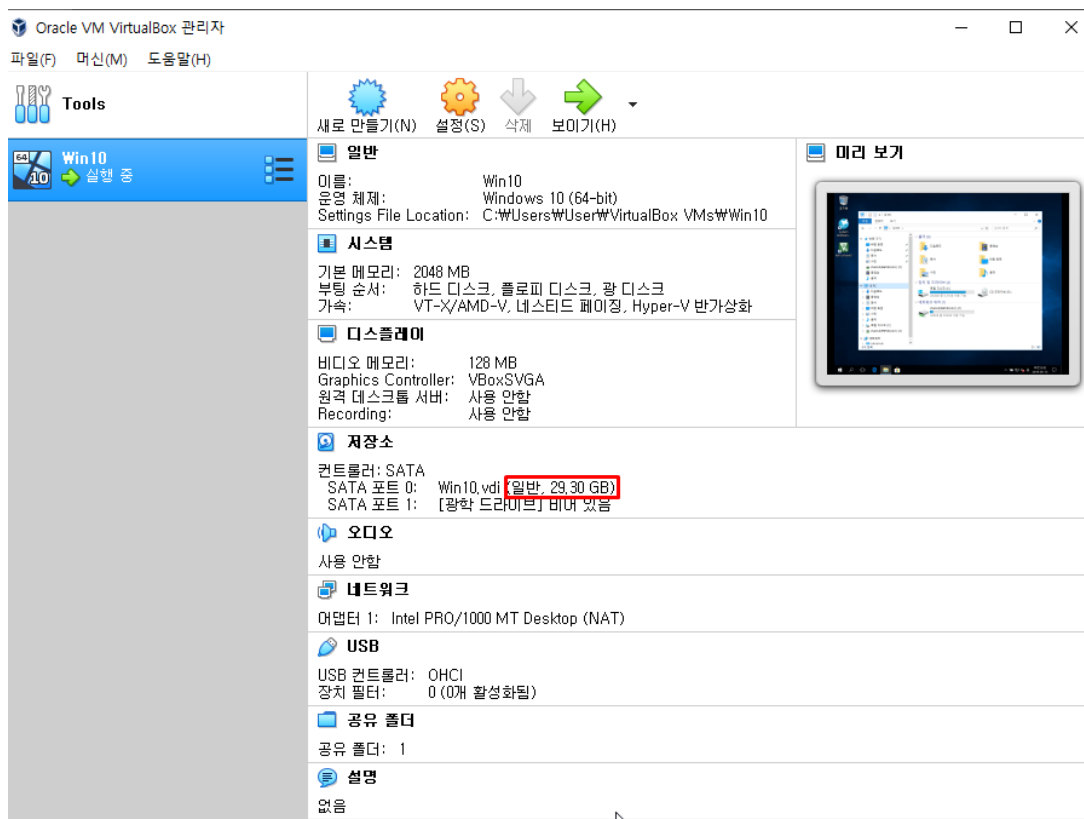 Oracle VM VirtualBox 관리자
파일(F) 머신(M) 도움말(H)
Tools
새로 만들기(N) 설정(S) 삭제 보이기(H)
64 10 Win10
실행 중
일반
이름: Win10
운영 체제: Windows 10 (64-bit)
Settings File Location: C:₩Users₩User₩VirtualBox VMs₩Win10
미리 보기
시스템
기본 메모리: 2048 MB
부팅 순서: 하드 디스크, 플로피 디스크, 광 디스크
가속: VT-X/AMD-V, 네스티드 페이징, Hyper-V 반가상화
디스플레이
비디오 메모리: 128 MB
Graphics Controller: VBoxSVGA
원격 데스크톱 서버: 사용 안함
Recording: 사용 안함
저장소
컨트롤러: SATA
SATA 포트 0: Win10.vdi (일반, 29.30 GB)
SATA 포트 1: [광학 드라이브] 비어 있음
오디오
사용 안함
네트워크
어댑터 1: Intel PRO/1000 MT Desktop (NAT)
USB
USB 컨트롤러: OHCI
장치 필터: 0 (0개 활성화됨)
공유 폴더
공유 폴더: 1
설명
없음